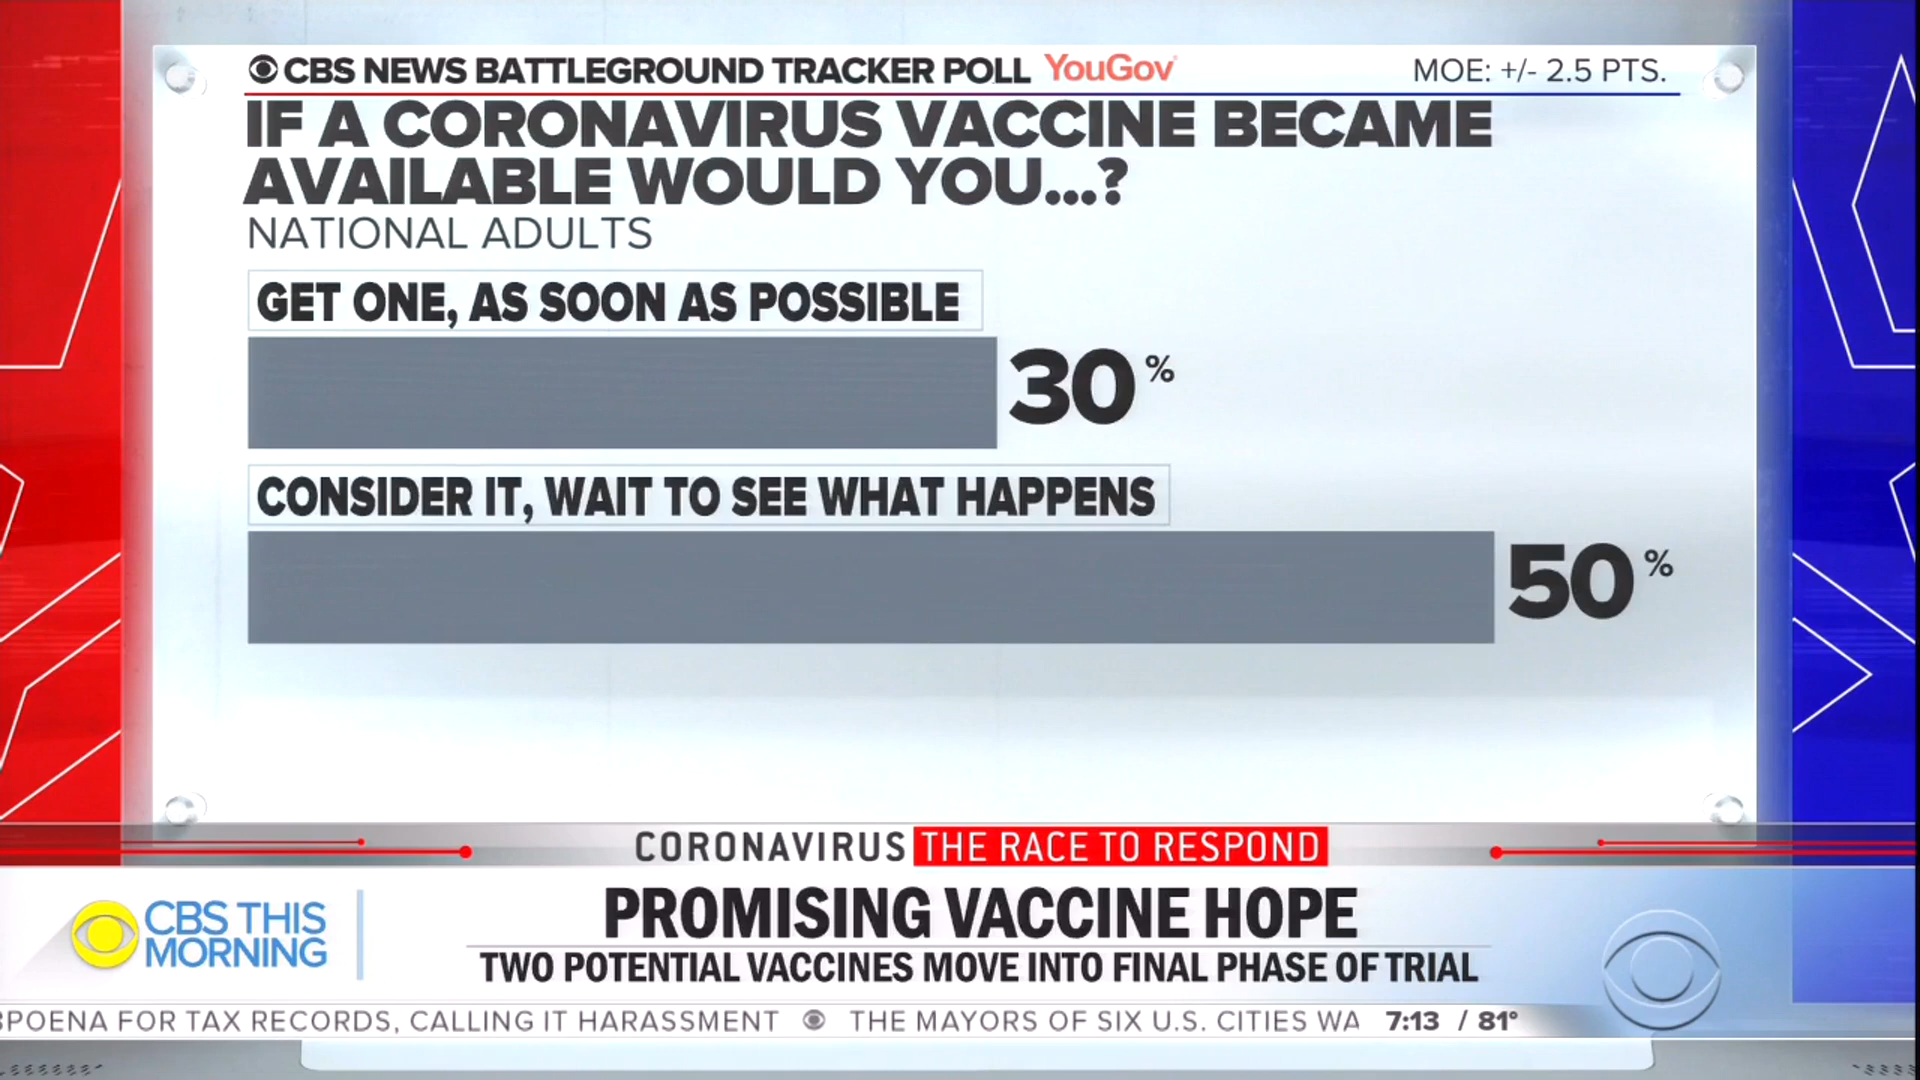 CBS NEWS BATTLEGROUND TRACKER POLL YouGov MOE: +/- 2.5 PTS.
IF A CORONAVIRUS VACCINE BECAME
AVAILABLE WOULD YOU...?
NATIONAL ADULTS
GET ONE, AS SOON AS POSSIBLE
30%
CONSIDER IT, WAIT TO SEE WHAT HAPPENS
50%
CORONAVIRUS THE RACE TO RESPOND
CBS THIS
MORNING
PROMISING VACCINE HOPE
TWO POTENTIAL VACCINES MOVE INTO FINAL PHASE OF TRIAL
FOR TAX RECORDS, CALLING IT HARASSMENT THE MAYORS OF SIX U.S. CITIES 7:13 / 81°